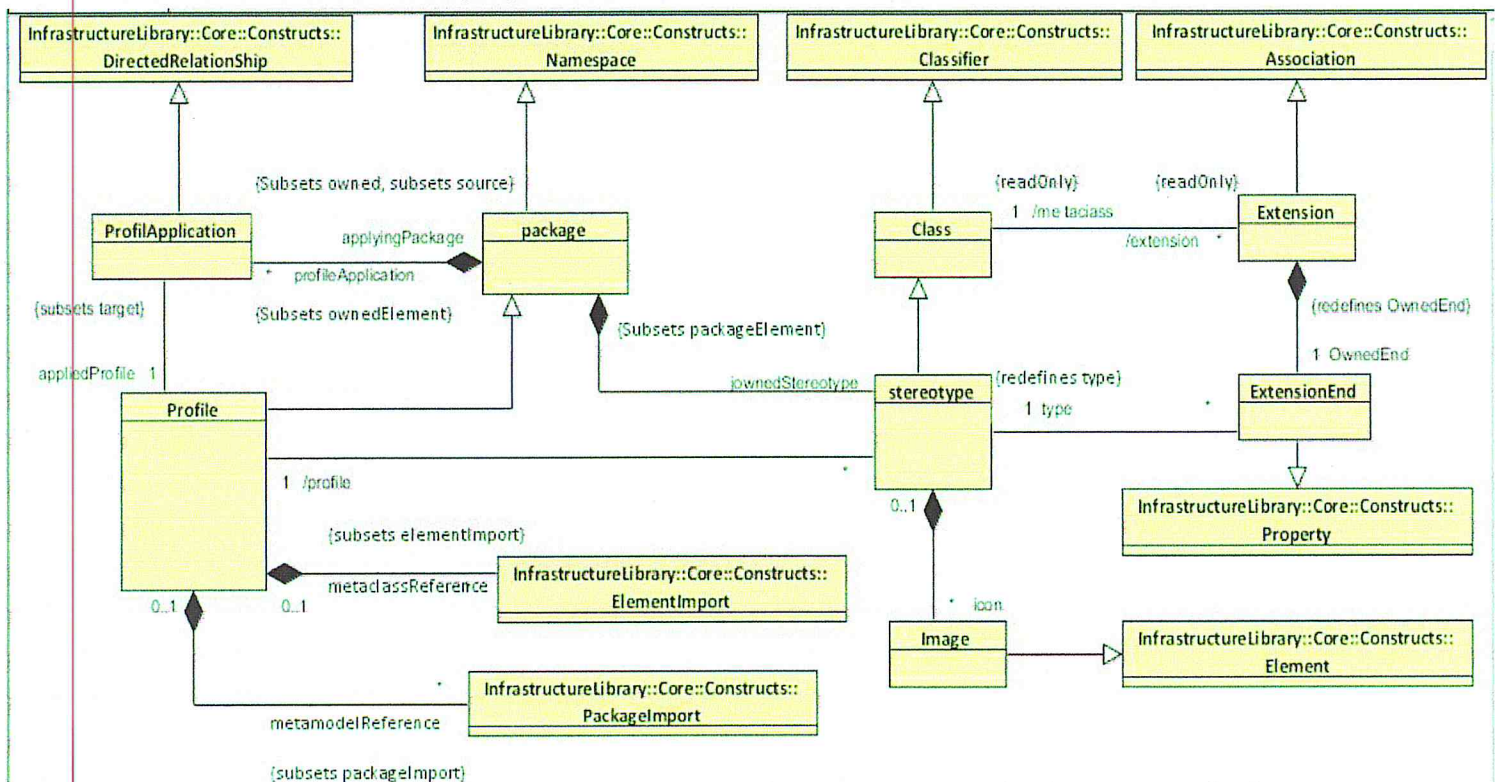 InfrastructureLibrary::Core::Constructs::
DirectedRelationShip
InfrastructureLibrary::Core::Constructs::
Namespace
InfrastructureLibrary::Core::Constructs::
Classifier
InfrastructureLibrary::Core::Constructs::
Association
{Subsets owned, subsets source}
{readOnly}
{readOnly}
ProfilApplication
applyingPackage
package
Class
1 /me taciass
Extension
/extension *
* profileApplication
{subsets target}
{Subsets ownedElement}
{Subsets packageElement}
{redefines OwnedEnd}
appliedProfile 1
jownedStereotype
1 OwnedEnd
Profile
stereotype
{redefines type}
ExtensionEnd
1 type *
1 /profile
*
0..1
InfrastructureLibrary::Core::Constructs::
Property
{subsets elementImport}
metaclassReference
InfrastructureLibrary::Core::Constructs::
ElementImport
0..1
0..1
* icon
Image
InfrastructureLibrary::Core::Constructs::
Element
*
InfrastructureLibrary::Core::Constructs::
PackageImport
metamodelReference
{subsets packageImport}